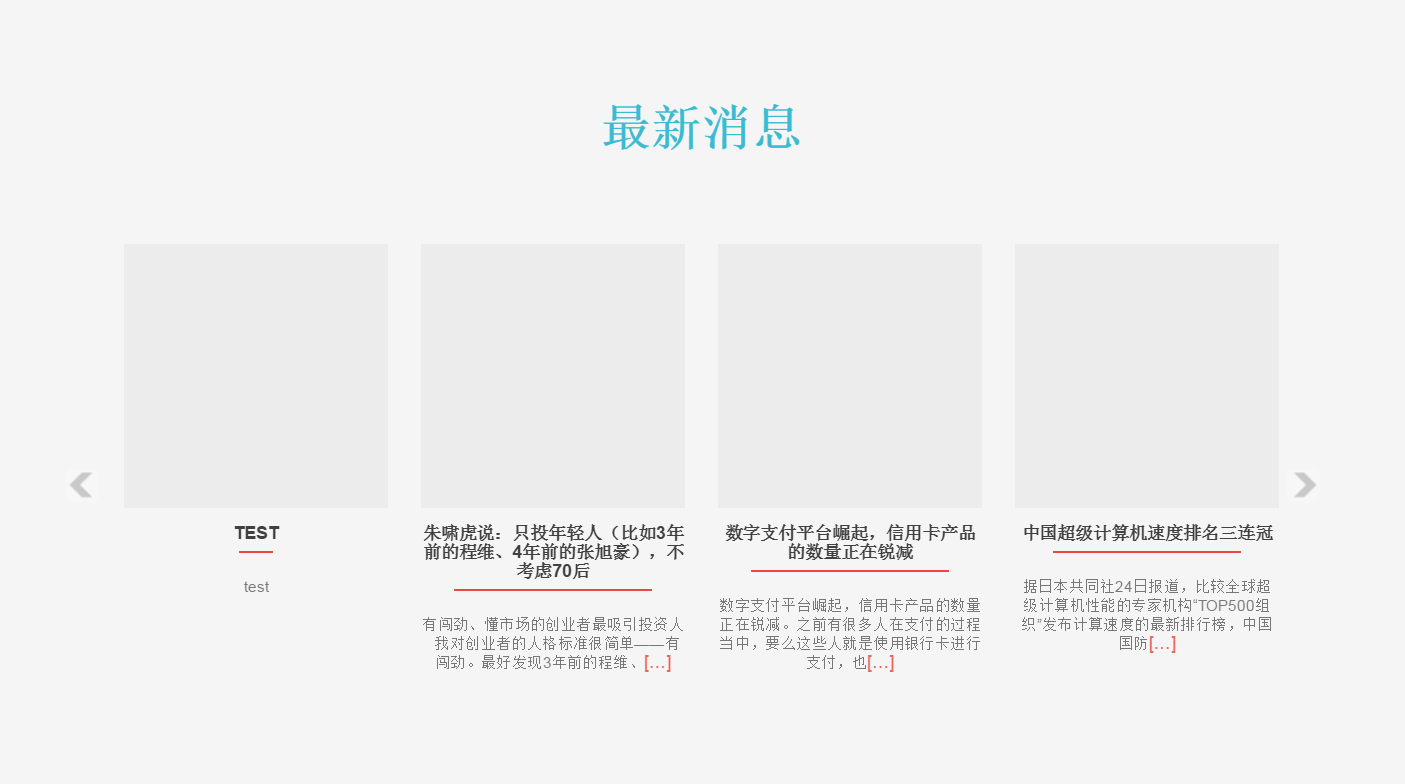 最新消息
TEST
test
朱啸虎说：只投年轻人（比如3年
前的程维、4年前的张旭豪），不
考虑70后
有闯劲、懂市场的创业者最吸引投资人
我对创业者的人格标准很简单——有
闯劲。最好发现3年前的程维、[...]
数字支付平台崛起，信用卡产品
的数量正在锐减
数字支付平台崛起，信用卡产品的数量
正在锐减。之前有很多人在支付的过程
当中，要么这些人就是使用银行卡进行
支付，也[...]
中国超级计算机速度排名三连冠
据日本共同社24日报道，比较全球超
级计算机性能的专家机构“TOP500组
织”发布计算速度的最新排行榜，中国
国防[...]